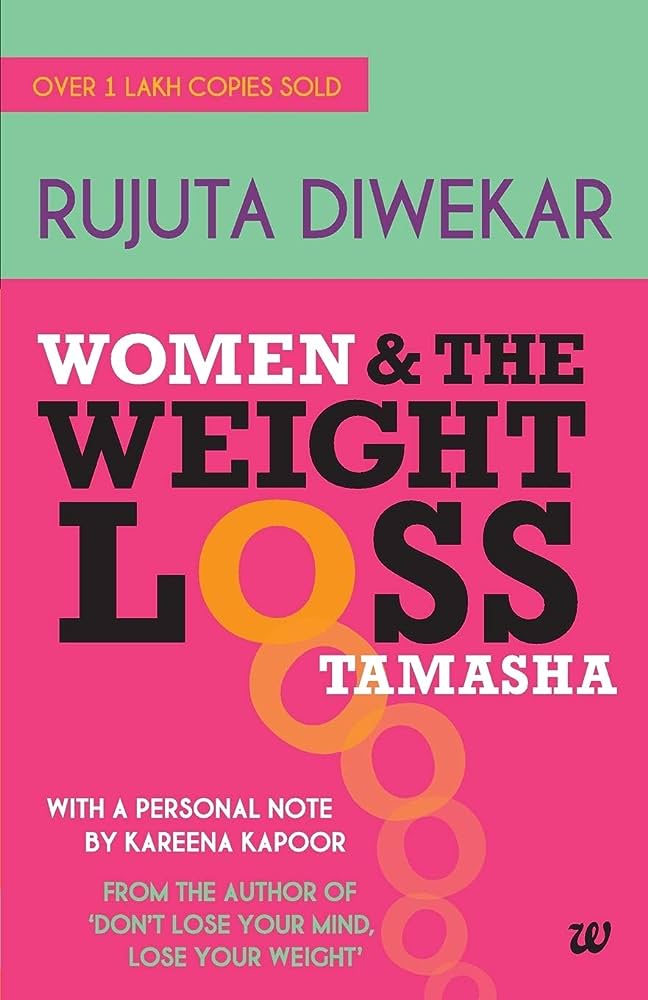 OVER 1 LAKH COPIES SOLD
RUJUTA DIWEKAR
WOMEN & THE
WEIGHT
LOSS
TAMASHA
WITH A PERSONAL NOTE
BY KAREENA KAPOOR
FROM THE AUTHOR OF
‘DON’T LOSE YOUR MIND,
LOSE YOUR WEIGHT’
w